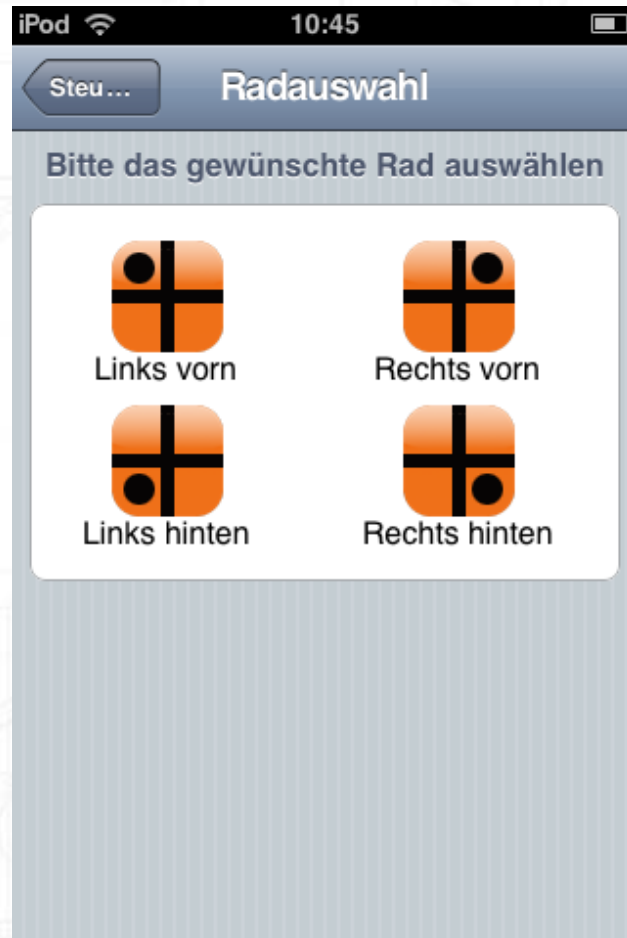 iPod 10:45
Steu...
Radauswahl
Bitte das gewünschte Rad auswählen
Links vorn
Rechts vorn
Links hinten
Rechts hinten